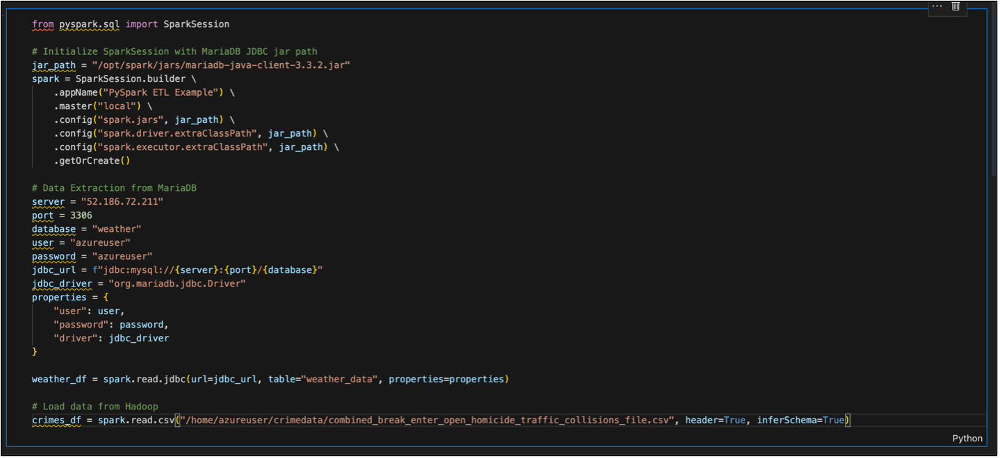 from pyspark.sql import SparkSession
# Initialize SparkSession with MariaDB JDBC jar path
jar_path = "/opt/spark/jars/mariadb-java-client-3.3.2.jar"
spark = SparkSession.builder \
    .appName("PySpark ETL Example") \
    .master("local") \
    .config("spark.jars", jar_path) \
    .config("spark.driver.extraClassPath", jar_path) \
    .config("spark.executor.extraClassPath", jar_path) \
    .getOrCreate()
# Data Extraction from MariaDB
server = "52.186.72.211"
port = 3306
database = "weather"
user = "azureuser"
password = "azureuser"
jdbc_url = f"jdbc:mysql://{server}:{port}/{database}"
jdbc_driver = "org.mariadb.jdbc.Driver"
properties = {
    "user": user,
    "password": password,
    "driver": jdbc_driver
}
weather_df = spark.read.jdbc(url=jdbc_url, table="weather_data", properties=properties)
# Load data from Hadoop
crimes_df = spark.read.csv("/home/azureuser/crimedata/combined_break_enter_open_homicide_traffic_collisions_file.csv", header=True, inferSchema=True)
Python